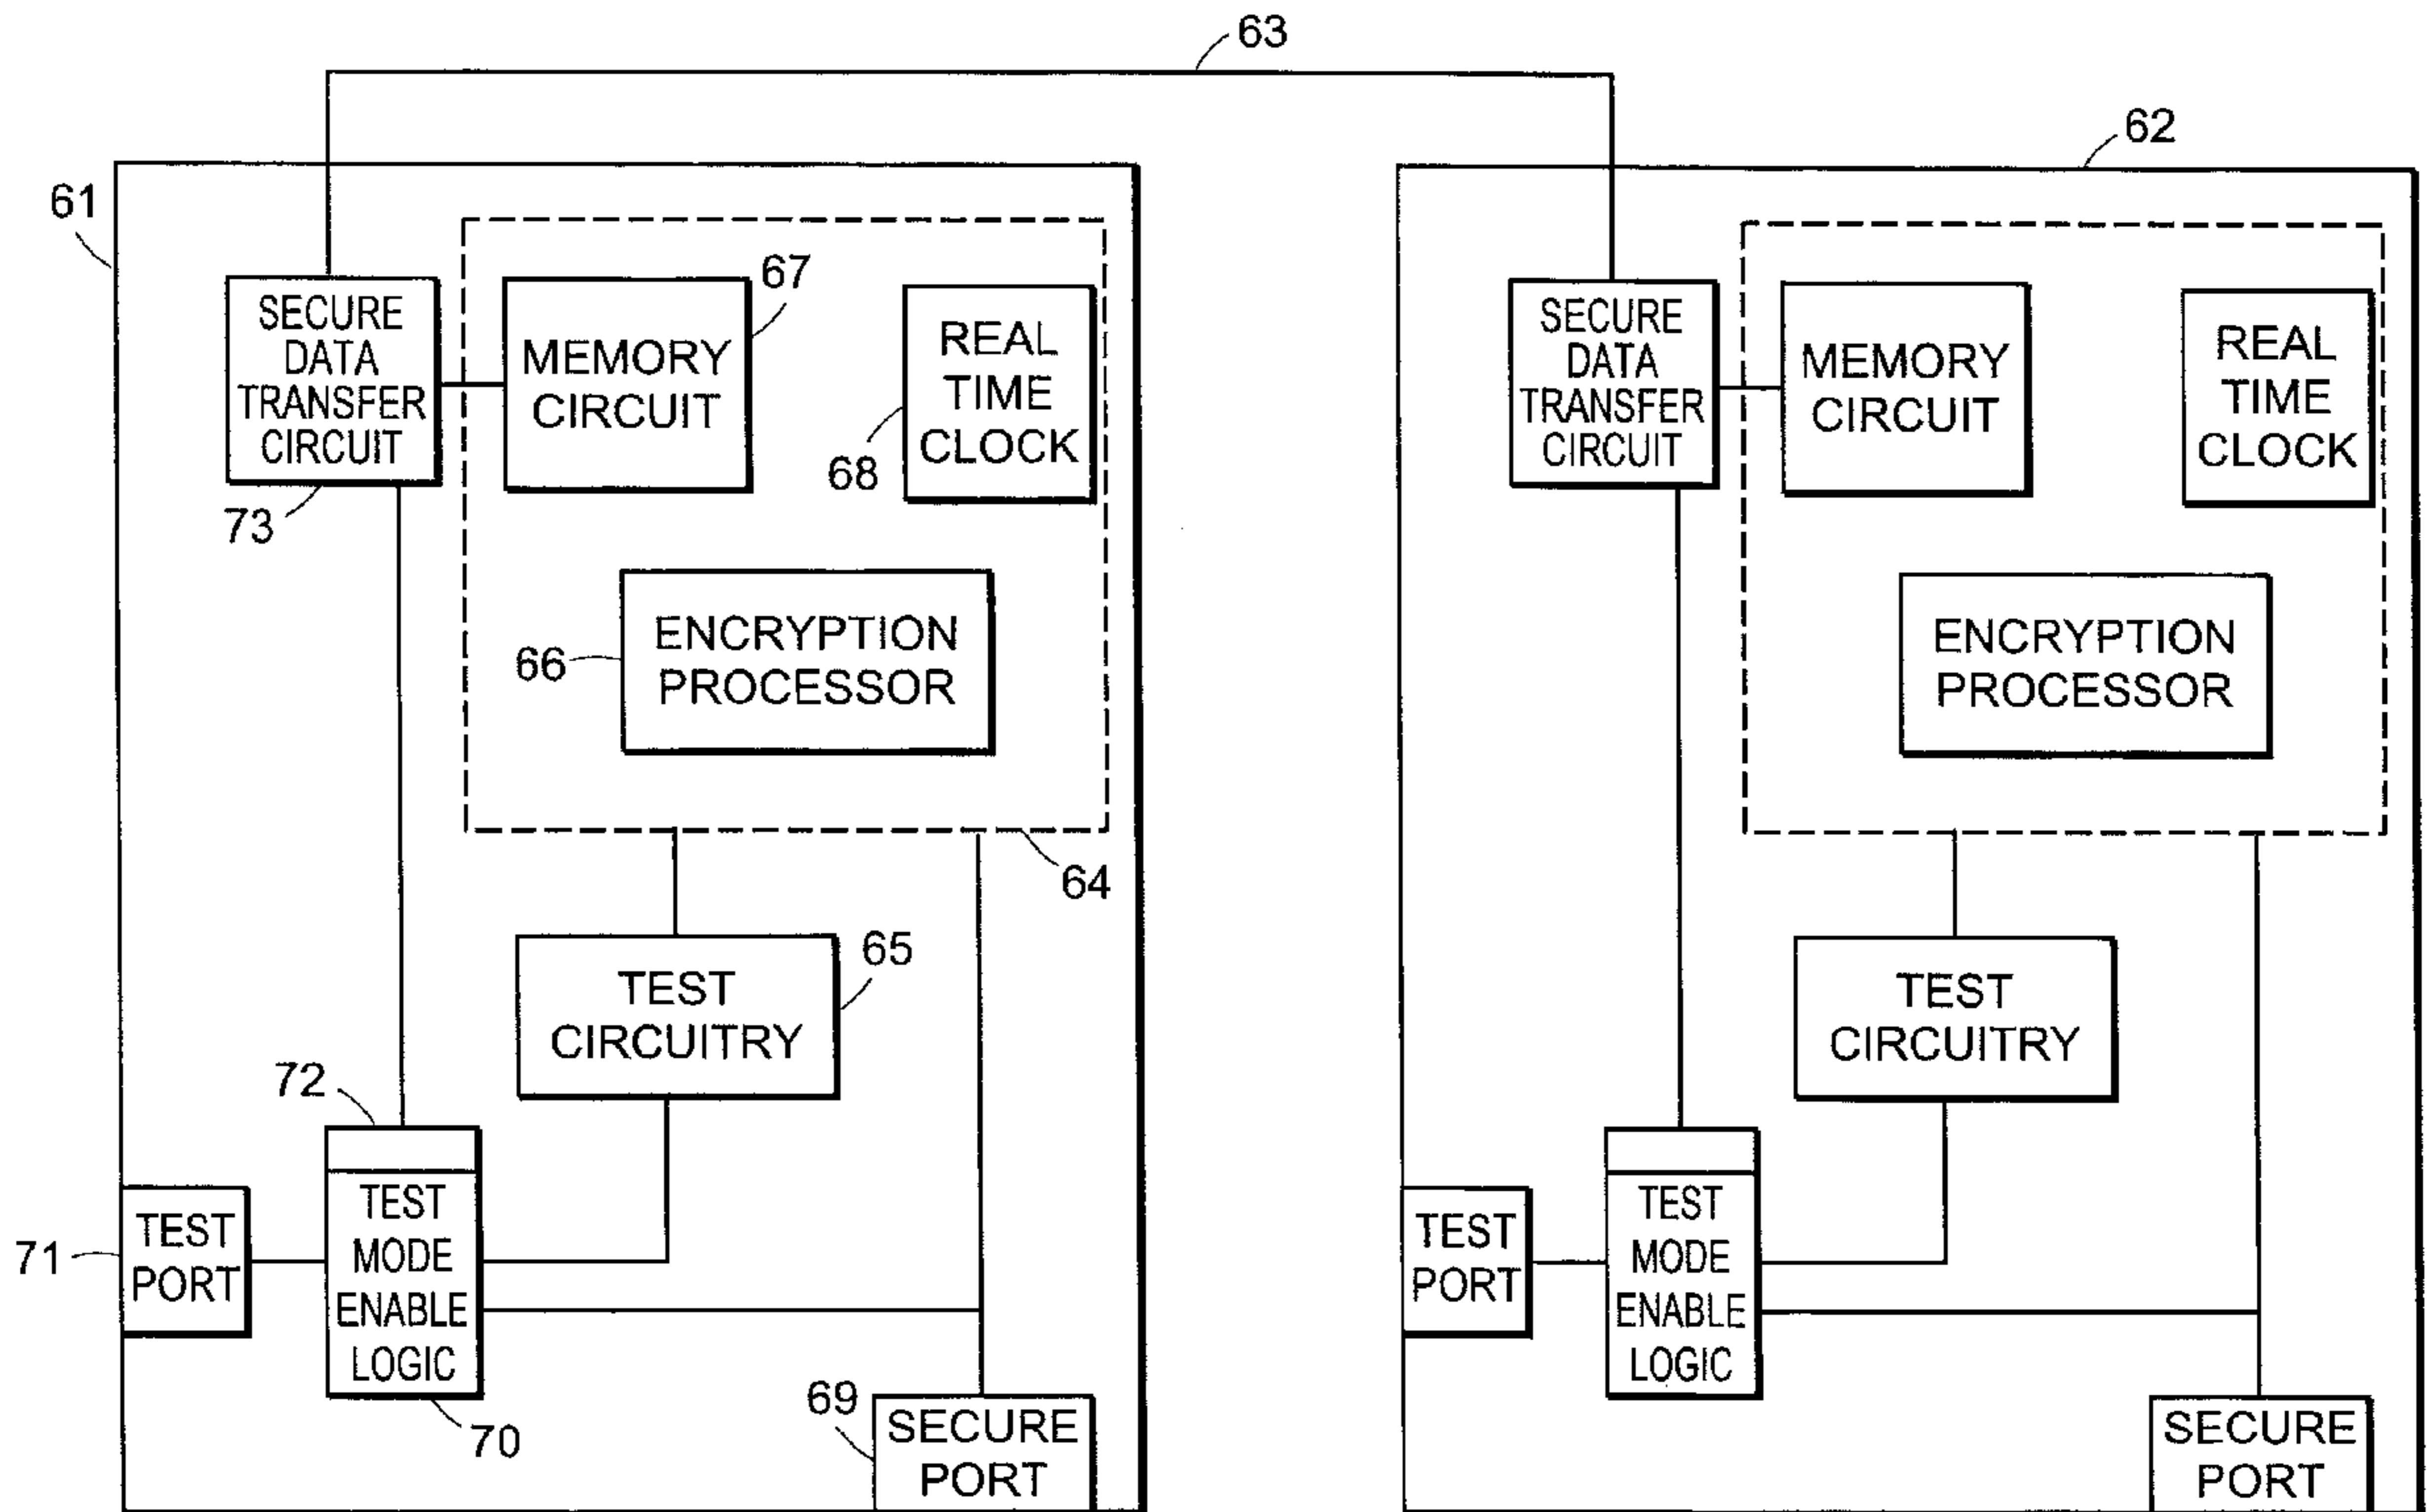 63
62
61
SECURE
DATA
TRANSFER
CIRCUIT
73
MEMORY
CIRCUIT
67
REAL
TIME
CLOCK
68
ENCRYPTION
PROCESSOR
66
64
TEST
CIRCUITRY
65
72
TEST
PORT
71
TEST
MODE
ENABLE
LOGIC
70
69
SECURE
PORT
SECURE
DATA
TRANSFER
CIRCUIT
MEMORY
CIRCUIT
REAL
TIME
CLOCK
ENCRYPTION
PROCESSOR
TEST
CIRCUITRY
TEST
PORT
TEST
MODE
ENABLE
LOGIC
SECURE
PORT